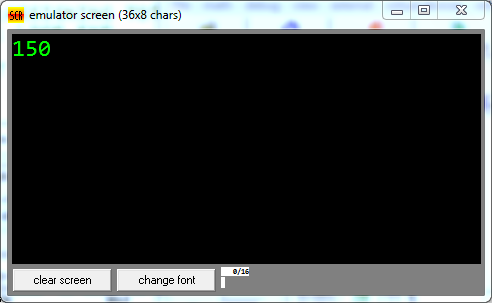 emulator screen (36x8 chars)
150
clear screen
change font
0/16